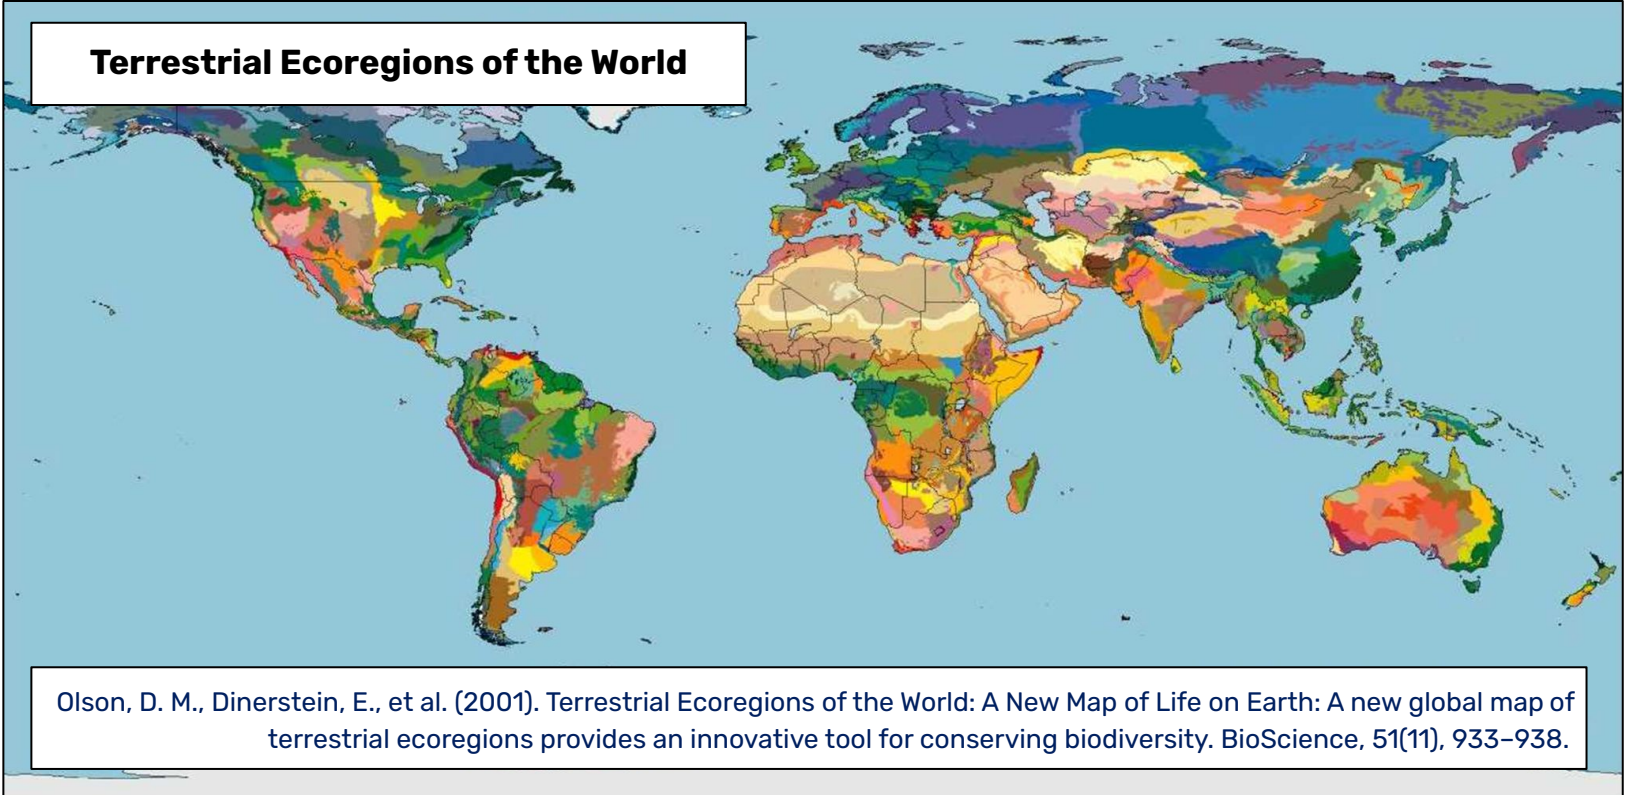 Terrestrial Ecoregions of the World
Olson, D. M., Dinerstein, E., et al. (2001). Terrestrial Ecoregions of the World: A New Map of Life on Earth: A new global map of
terrestrial ecoregions provides an innovative tool for conserving biodiversity. BioScience, 51(11), 933–938.